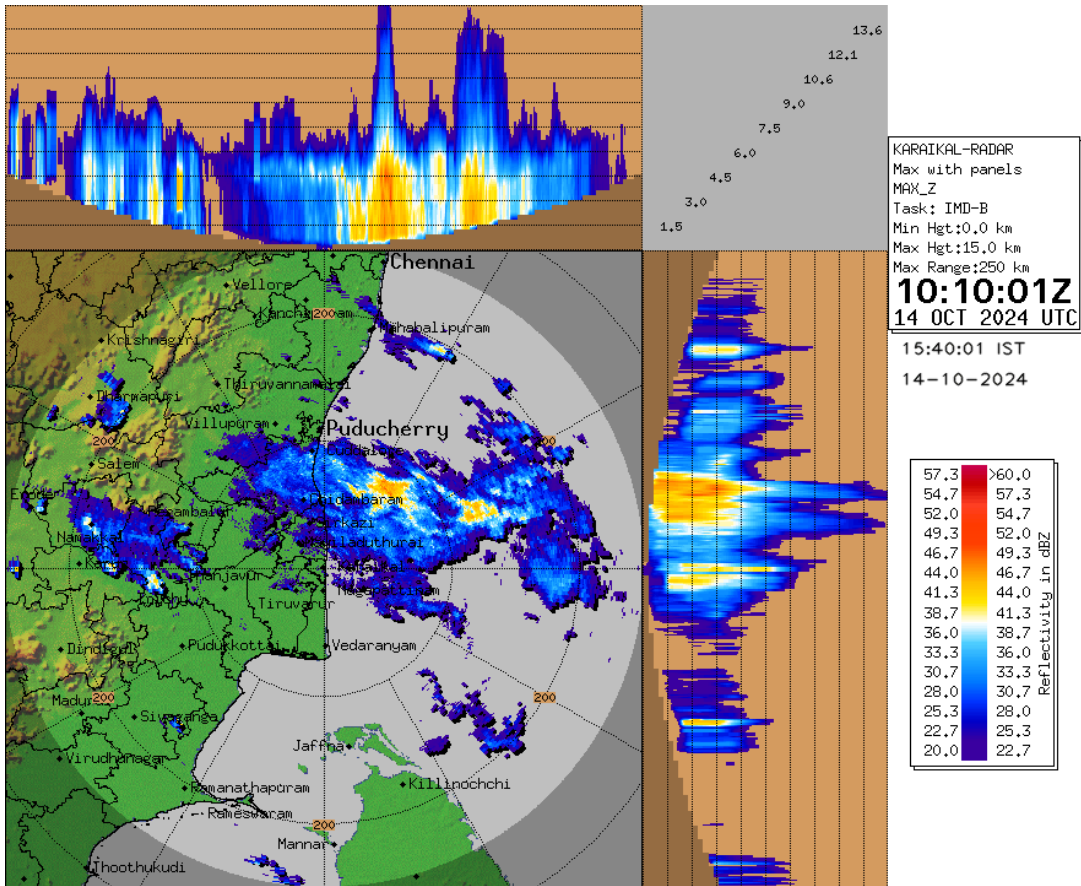 13.6
12.1
10.6
9.0
7.5
6.0
4.5
3.0
1.5
KARAIKAL-RADAR
Max with panels
MAX_Z
Task: IMD-B
Min Hgt:0.0 km
Max Hgt:15.0 km
Max Range:250 km
10:10:01Z
14 OCT 2024 UTC
15:40:01 IST
14-10-2024
Chennai
Vellore
200
Mahabalipuram
Krishnagiri
Thiruvannamalai
Dharmapuri
Villupuram
Puducherry
200
200
Cuddalore
Salem
Chidambaram
Namakkal
Karaikal
Nagapattinam
Tiruvarur
Pudukkottai
Vedaranyam
Dindigul
200
200
Sivaganga
Jaffna
Virudhunagar
Killinochchi
Ramanathapuram
Rameswaram
200
Mannar
Thoothukudi
57.3 >60.0
54.7 57.3
52.0 54.7
49.3 52.0
46.7 49.3
44.0 46.7
41.3 44.0
38.7 41.3
36.0 38.7
33.3 36.0
30.7 33.3
28.0 30.7
25.3 28.0
22.7 25.3
20.0 22.7
Reflectivity in dBZ